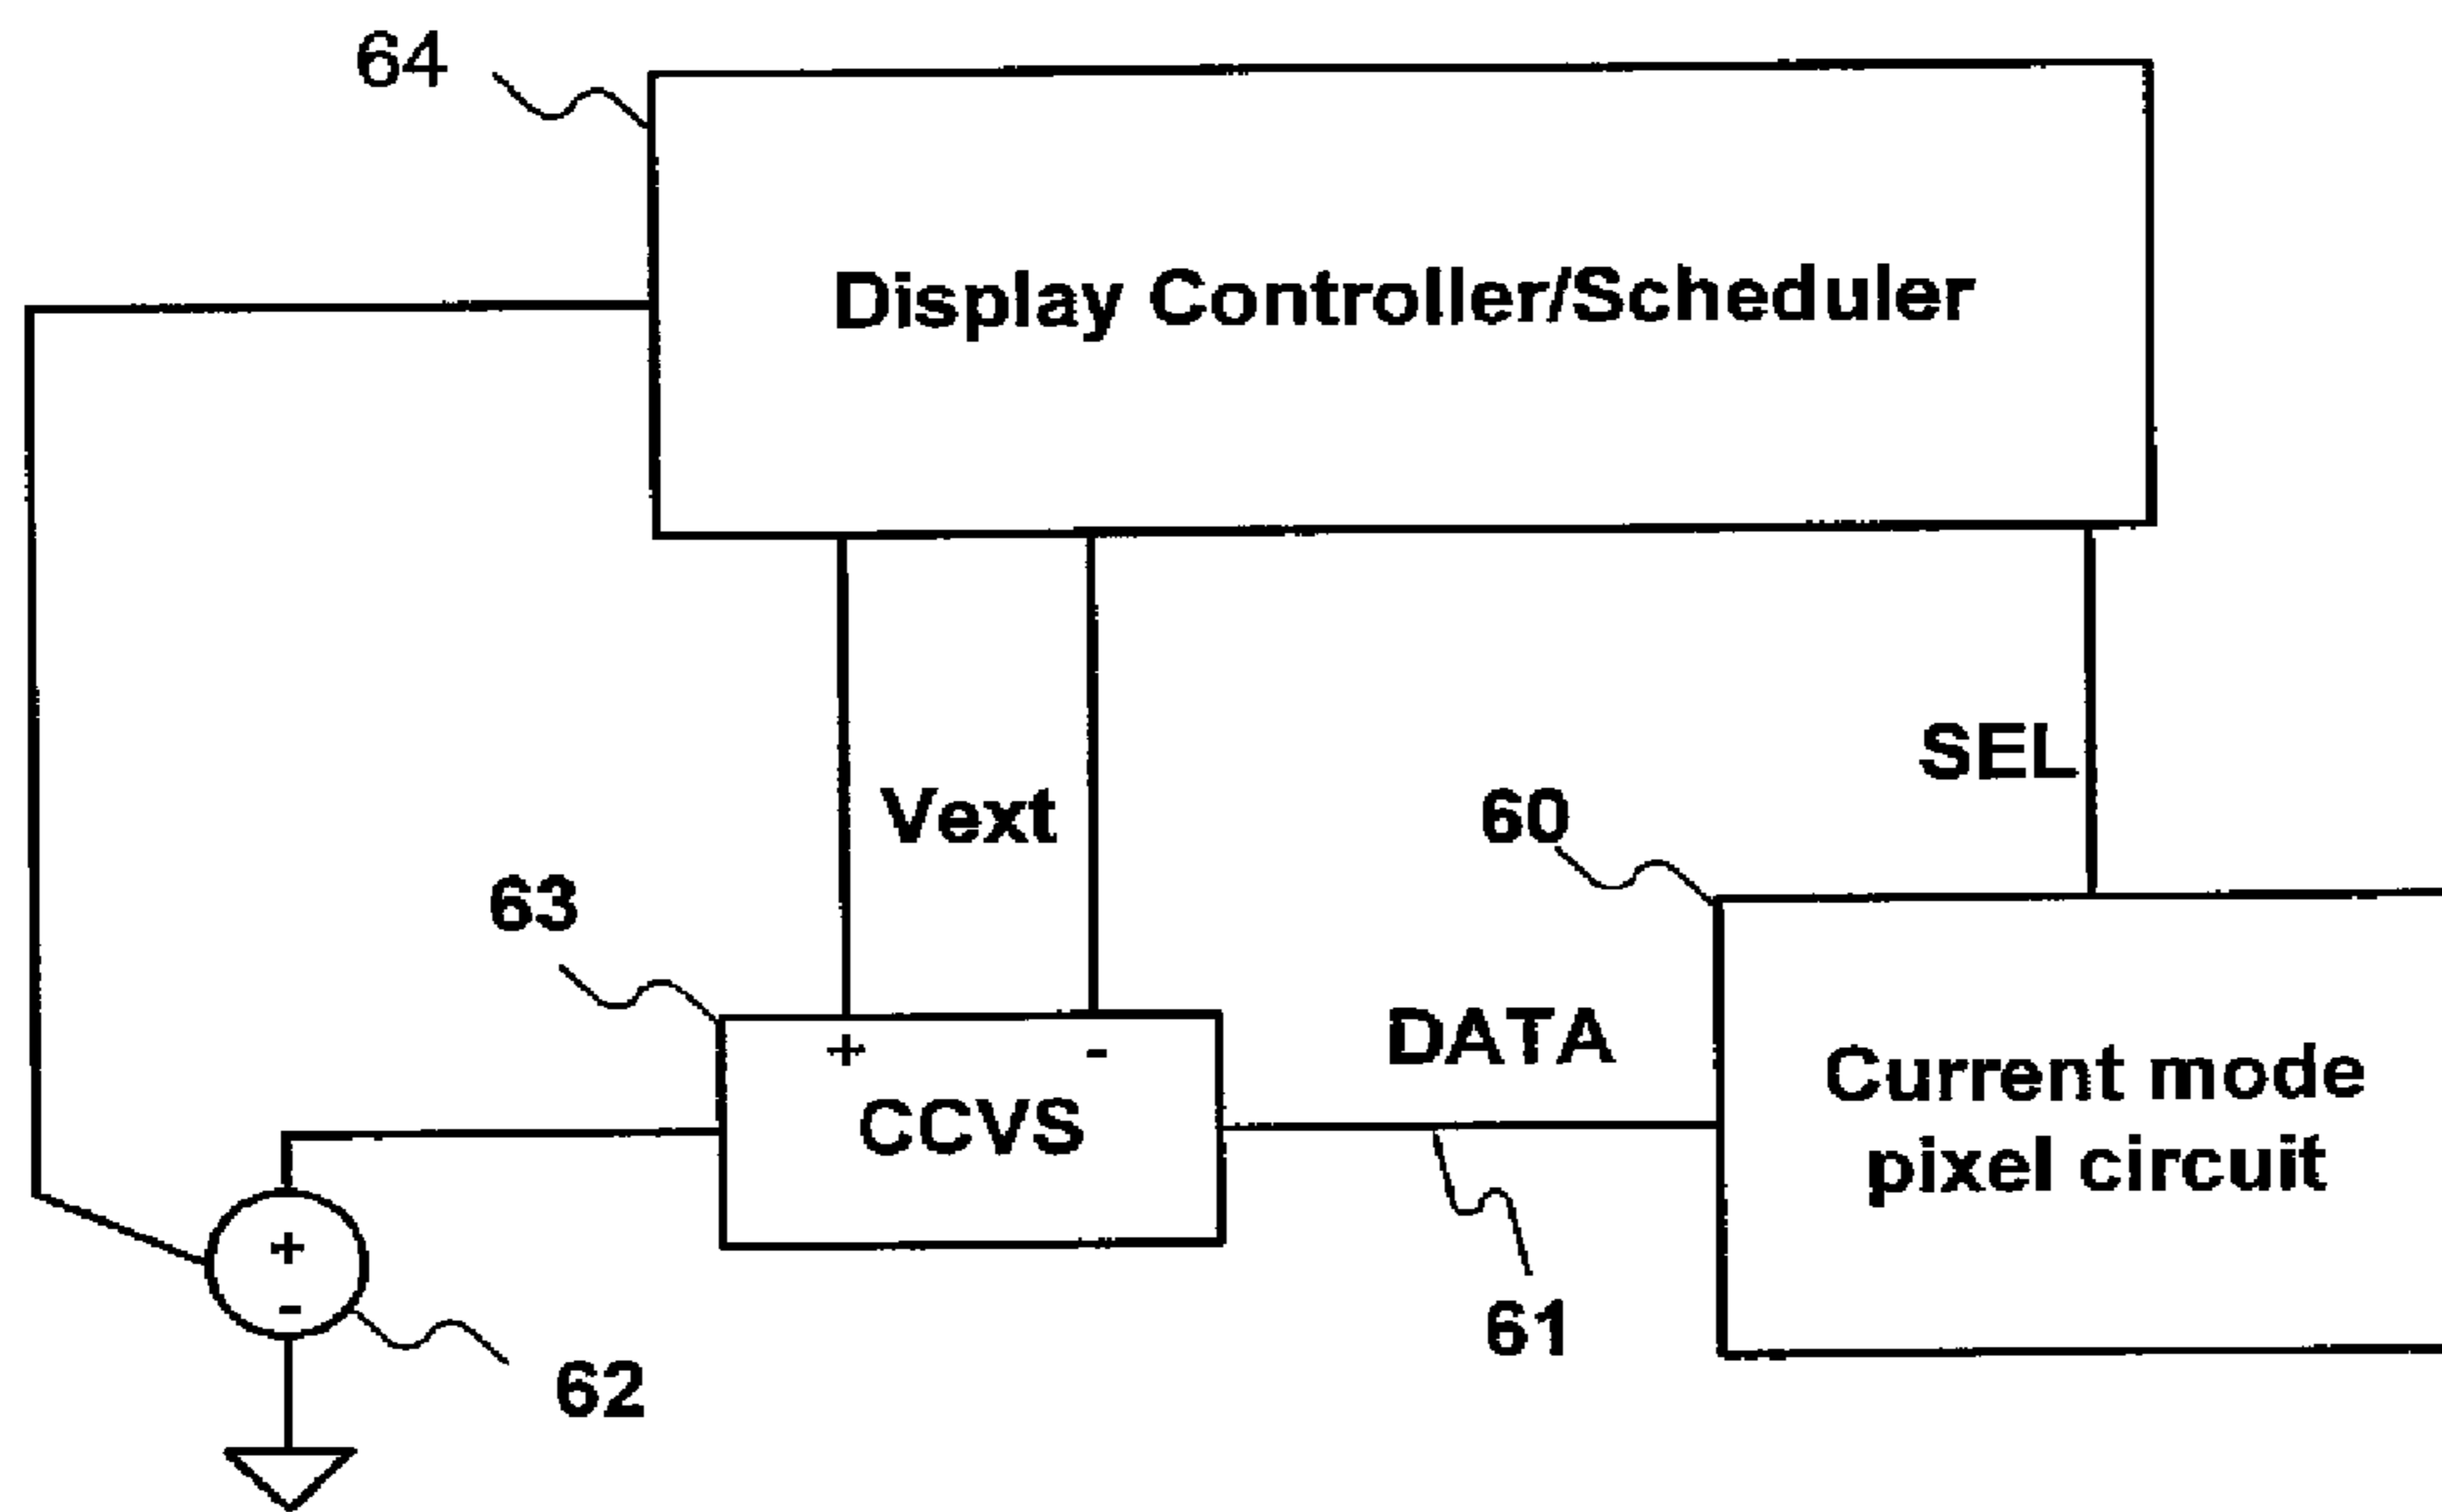 64
Display Controller/Scheduler
SEL
Vext
60
63
DATA
+ -
CCVS
Current mode
pixel circuit
+
-
61
62